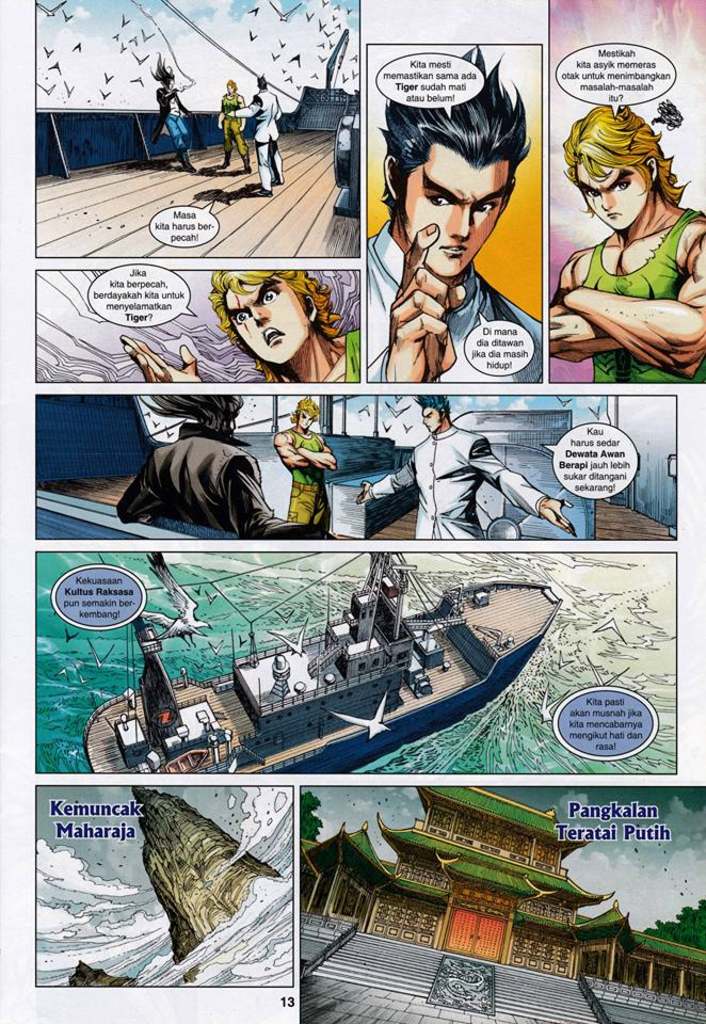 Masa
kita harus ber-
pecah!
Kita mesti
memastikan sama ada
Tiger sudah mati
atau belum!
Mestikah
kita asyik memeras
otak untuk menimbangkan
masalah-masalah
itu?
Jika
kita berpecah,
berdayakah kita untuk
menyelamatkan
Tiger?
Di mana
dia ditawan
jika dia masih
hidup!
Kau
harus sedar
Dewata Awan
Berapi jauh lebih
sukar ditangani
sekarang!
Kekuasaan
Kultus Raksasa
pun semakin ber-
kembang!
Kita pasti
akan musnah jika
kita mencabarnya
mengikut hati dan
rasa!
Kemuncak
Maharaja
Pangkalan
Teratai Putih
13